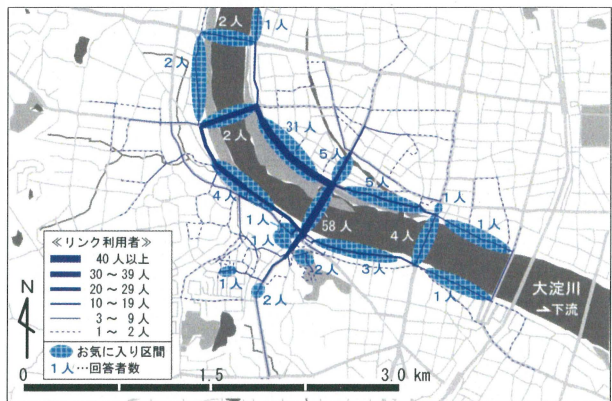 2人
1人
2人
31人
2人
5人
5人
4人
1人
1人
1人
1人
58人
4人
2人
3人
1人
2人
1人
≪リンク利用者≫
40人以上
30～39人
20～29人
10～19人
3～9人
1～2人
お気に入り区間
1人…回答者数
N
大淀川
→下流
0 1.5 3.0 km